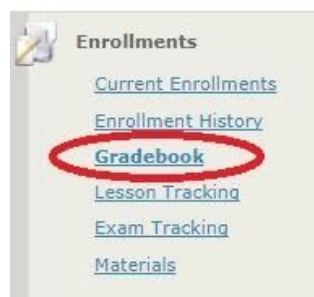 Enrollments
Current Enrollments
Enrollment History
Gradebook
Lesson Tracking
Exam Tracking
Materials